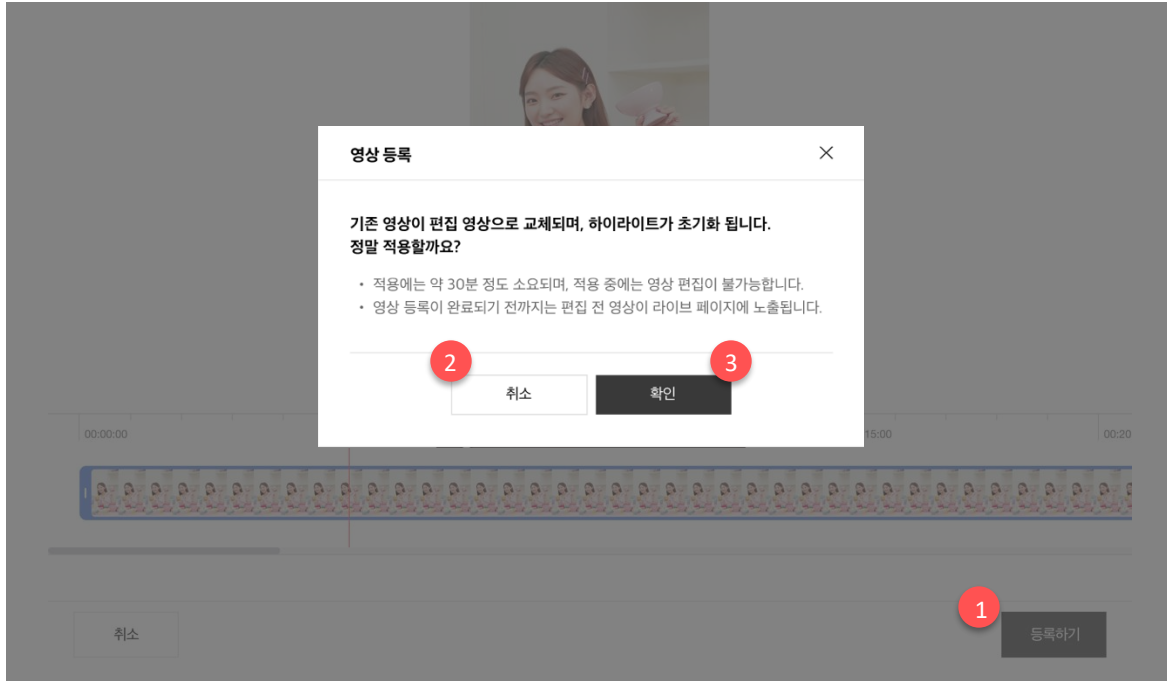 영상 등록
기존 영상이 편집 영상으로 교체되며, 하이라이트가 초기화 됩니다.
정말 적용할까요?
• 적용에는 약 30분 정도 소요되며, 적용 중에는 영상 편집이 불가능합니다.
• 영상 등록이 완료되기 전까지는 편집 전 영상이 라이브 페이지에 노출됩니다.
2
3
취소
확인
00:00:00
15:00
00:20
1
취소
등록하기